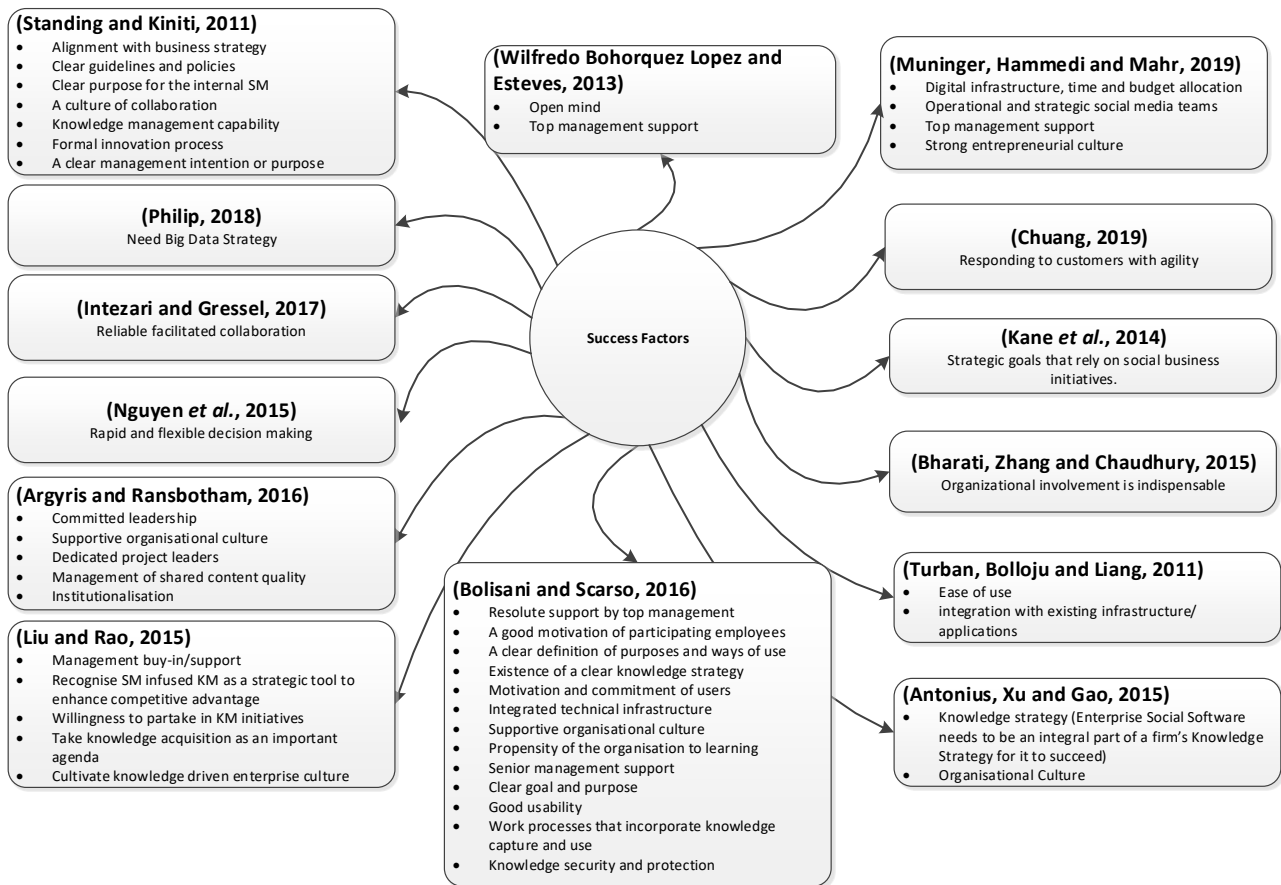 (Standing and Kiniti, 2011)
• Alignment with business strategy
• Clear guidelines and policies
• Clear purpose for the internal SM
• A culture of collaboration
• Knowledge management capability
• Formal innovation process
• A clear management intention or purpose
(Wilfredo Bohorquez Lopez and
Esteves, 2013)
• Open mind
• Top management support
(Muninger, Hammedi and Mahr, 2019)
• Digital infrastructure, time and budget allocation
• Operational and strategic social media teams
• Top management support
• Strong entrepreneurial culture
(Philip, 2018)
Need Big Data Strategy
(Chuang, 2019)
Responding to customers with agility
(Intezari and Gressel, 2017)
Reliable facilitated collaboration
Success Factors
(Kane et al., 2014)
Strategic goals that rely on social business
initiatives.
(Nguyen et al., 2015)
Rapid and flexible decision making
(Bharati, Zhang and Chaudhury, 2015)
Organizational involvement is indispensable
(Argyris and Ransbotham, 2016)
• Committed leadership
• Supportive organisational culture
• Dedicated project leaders
• Management of shared content quality
• Institutionalisation
(Turban, Bolloju and Liang, 2011)
• Ease of use
• integration with existing infrastructure/
applications
(Liu and Rao, 2015)
• Management buy-in/support
• Recognise SM infused KM as a strategic tool to
enhance competitive advantage
• Willingness to partake in KM initiatives
• Take knowledge acquisition as an important
agenda
• Cultivate knowledge driven enterprise culture
(Bolisani and Scarso, 2016)
• Resolute support by top management
• A good motivation of participating employees
• A clear definition of purposes and ways of use
• Existence of a clear knowledge strategy
• Motivation and commitment of users
• Integrated technical infrastructure
• Supportive organisational culture
• Propensity of the organisation to learning
• Senior management support
• Clear goal and purpose
• Good usability
• Work processes that incorporate knowledge
capture and use
• Knowledge security and protection
(Antonius, Xu and Gao, 2015)
• Knowledge strategy (Enterprise Social Software
needs to be an integral part of a firm's Knowledge
Strategy for it to succeed)
• Organisational Culture